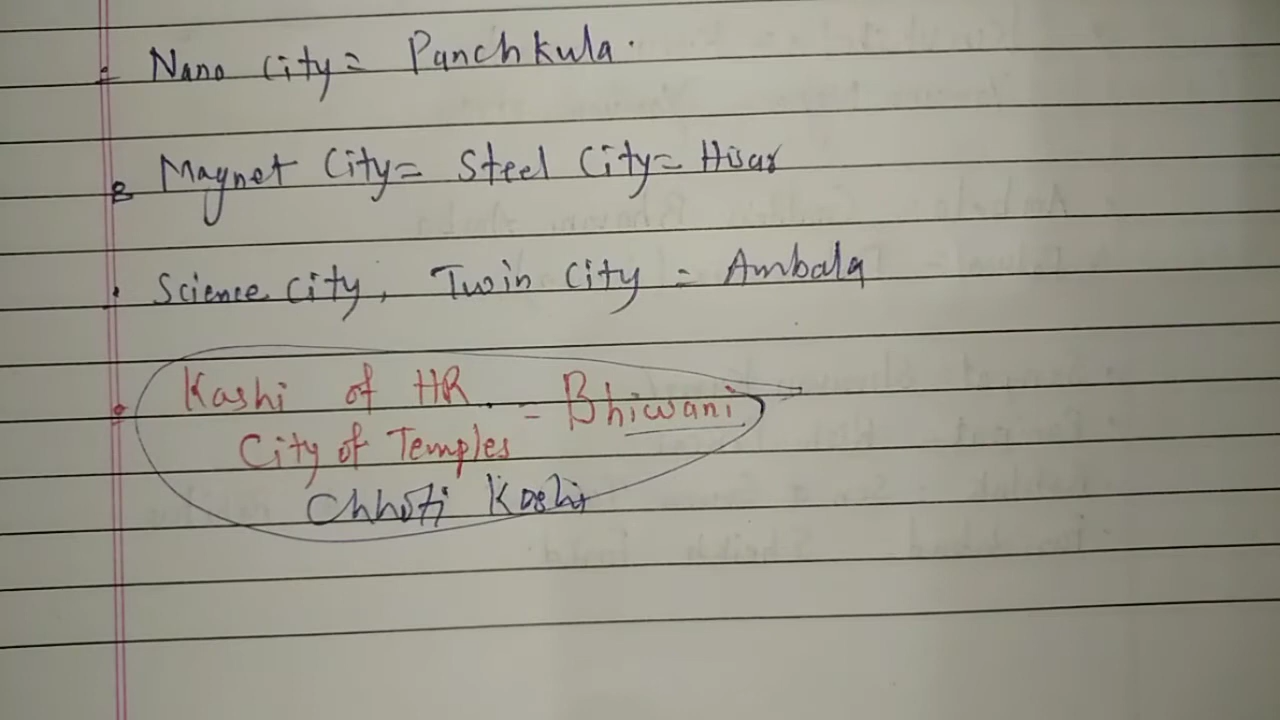 Nano City = Panchkula.
Magnet City = Steel City = Hisar
Science City, Twin City = Ambala
Kashi of HR. = Bhiwani
City of Temples
Chhoti Kashi